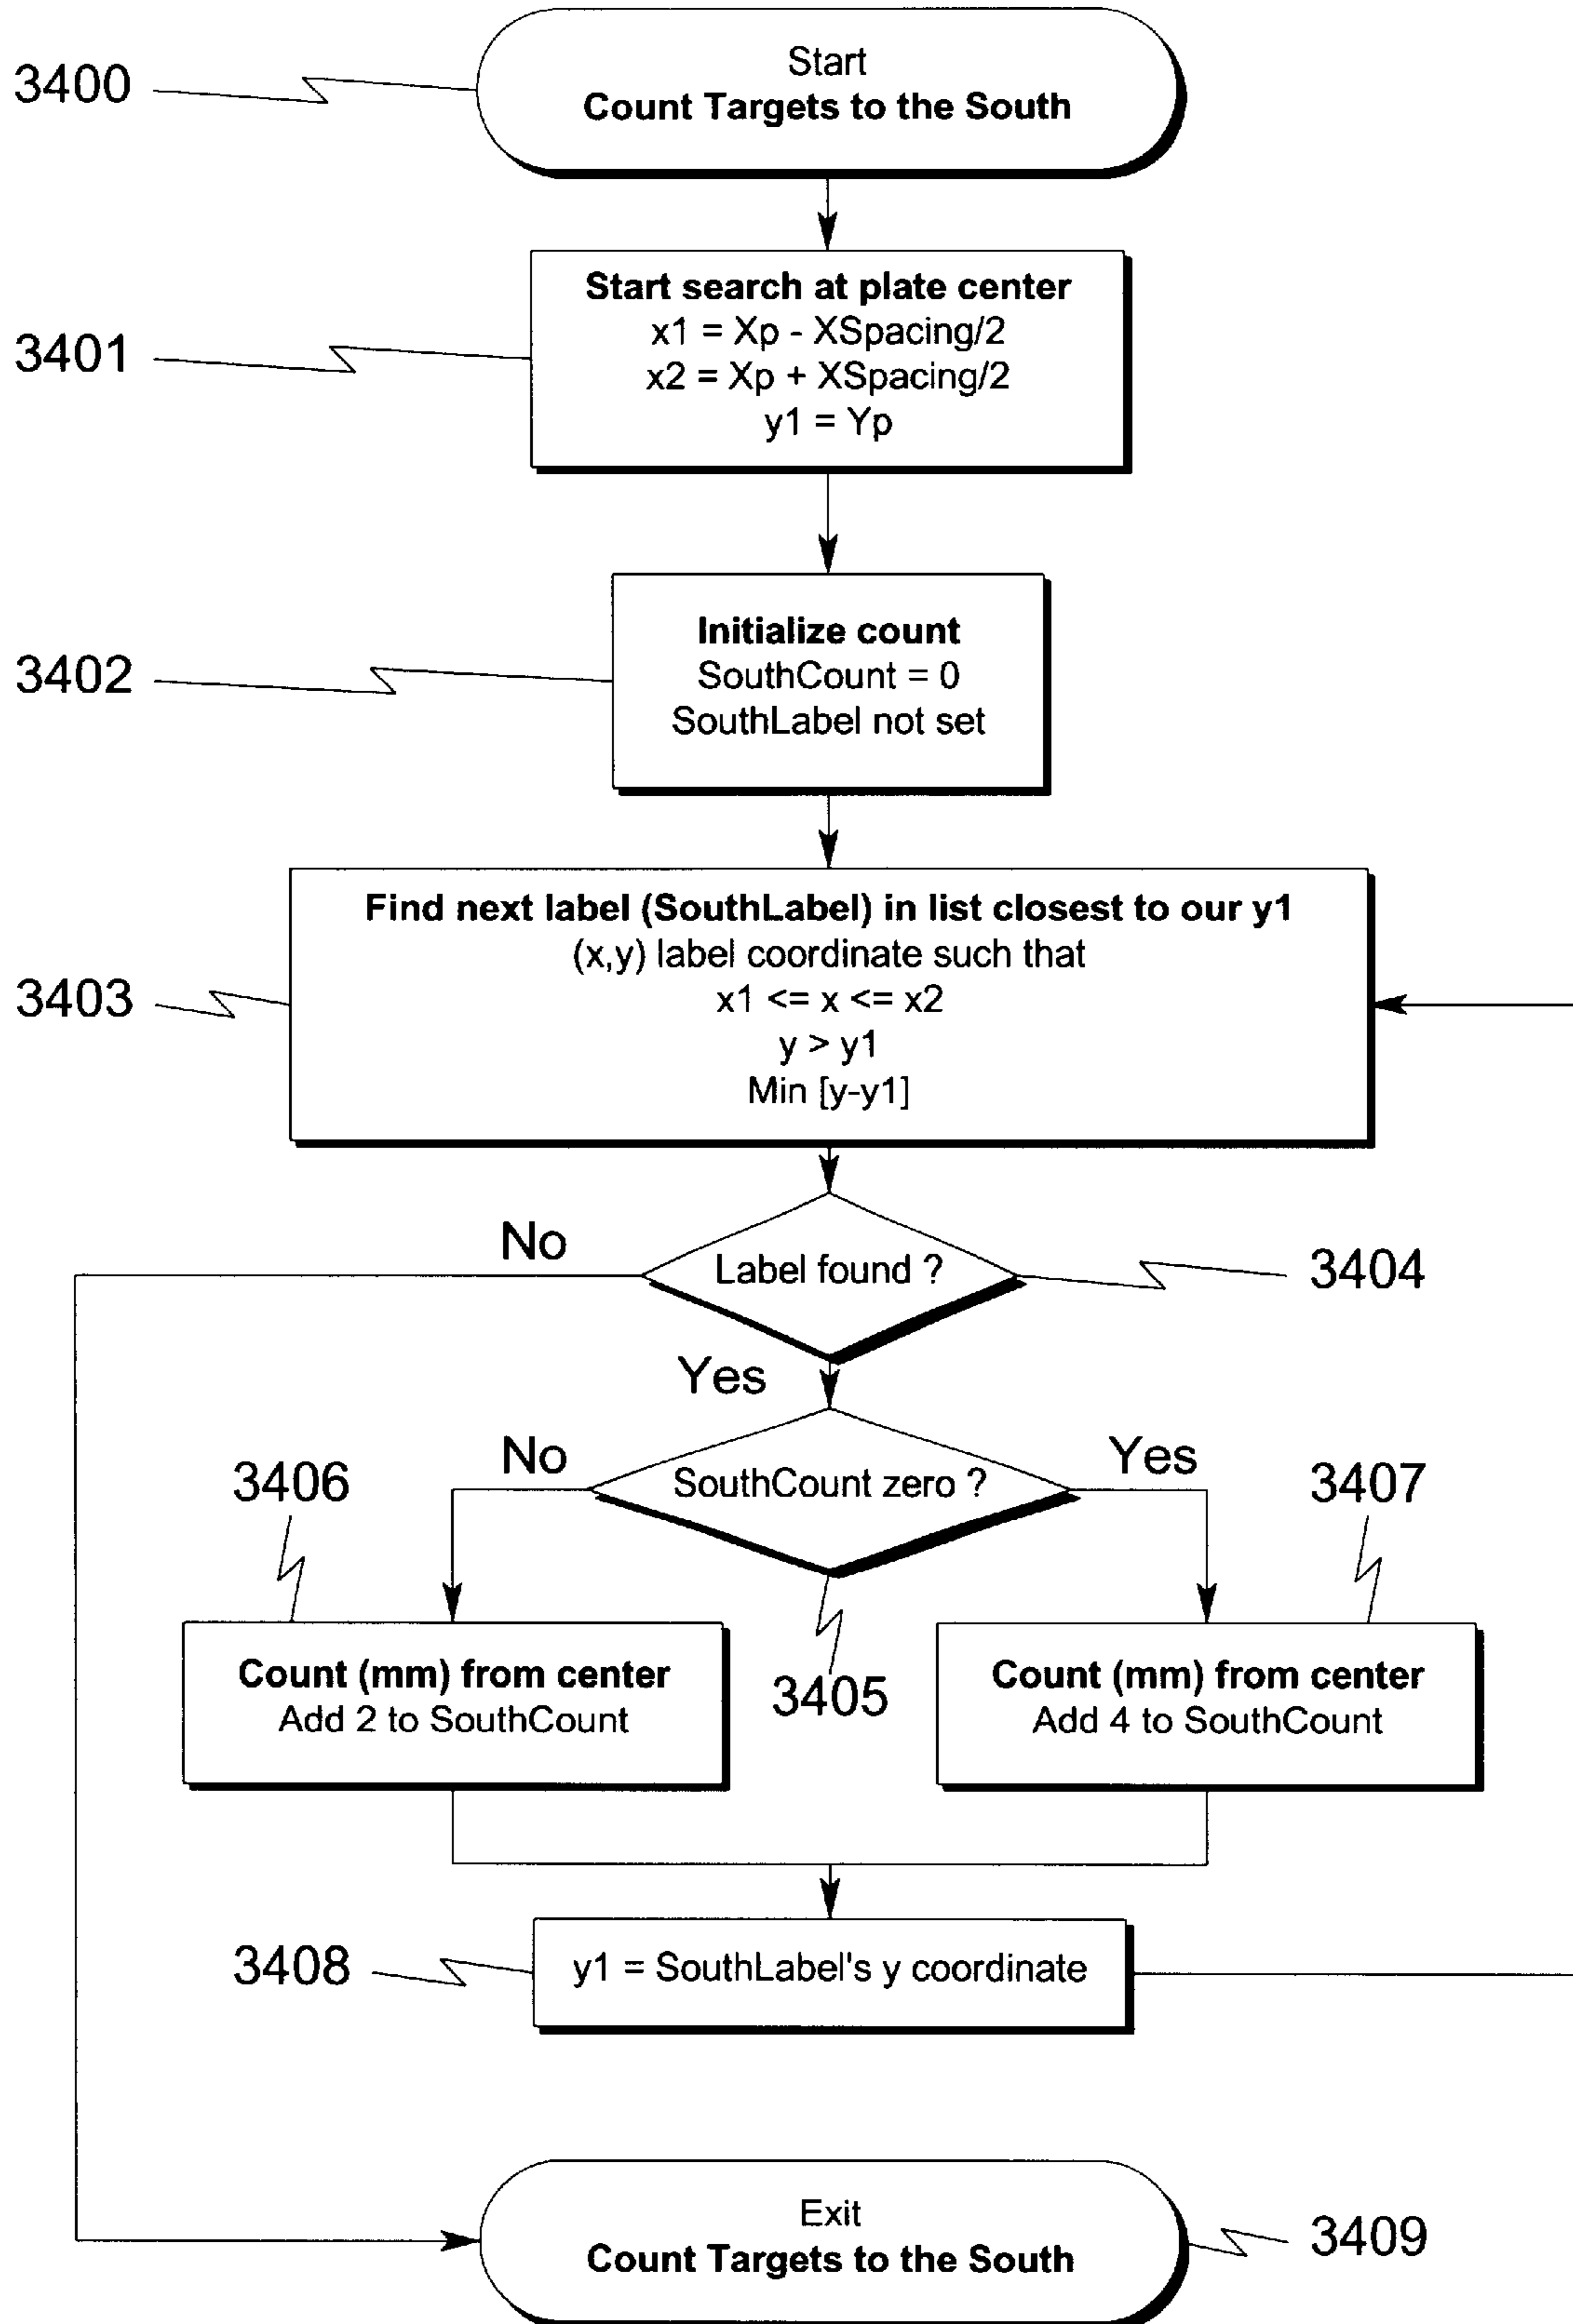 3400
Start
Count Targets to the South
3401
Start search at plate center
x1 = Xp - XSpacing/2
x2 = Xp + XSpacing/2
y1 = Yp
3402
Initialize count
SouthCount = 0
SouthLabel not set
3403
Find next label (SouthLabel) in list closest to our y1
(x,y) label coordinate such that
x1 <= x <= x2
y > y1
Min [y-y1]
No
Label found ?
3404
Yes
No
SouthCount zero ?
Yes
3406
3407
Count (mm) from center
Add 2 to SouthCount
3405
Count (mm) from center
Add 4 to SouthCount
3408
y1 = SouthLabel's y coordinate
Exit
Count Targets to the South
3409